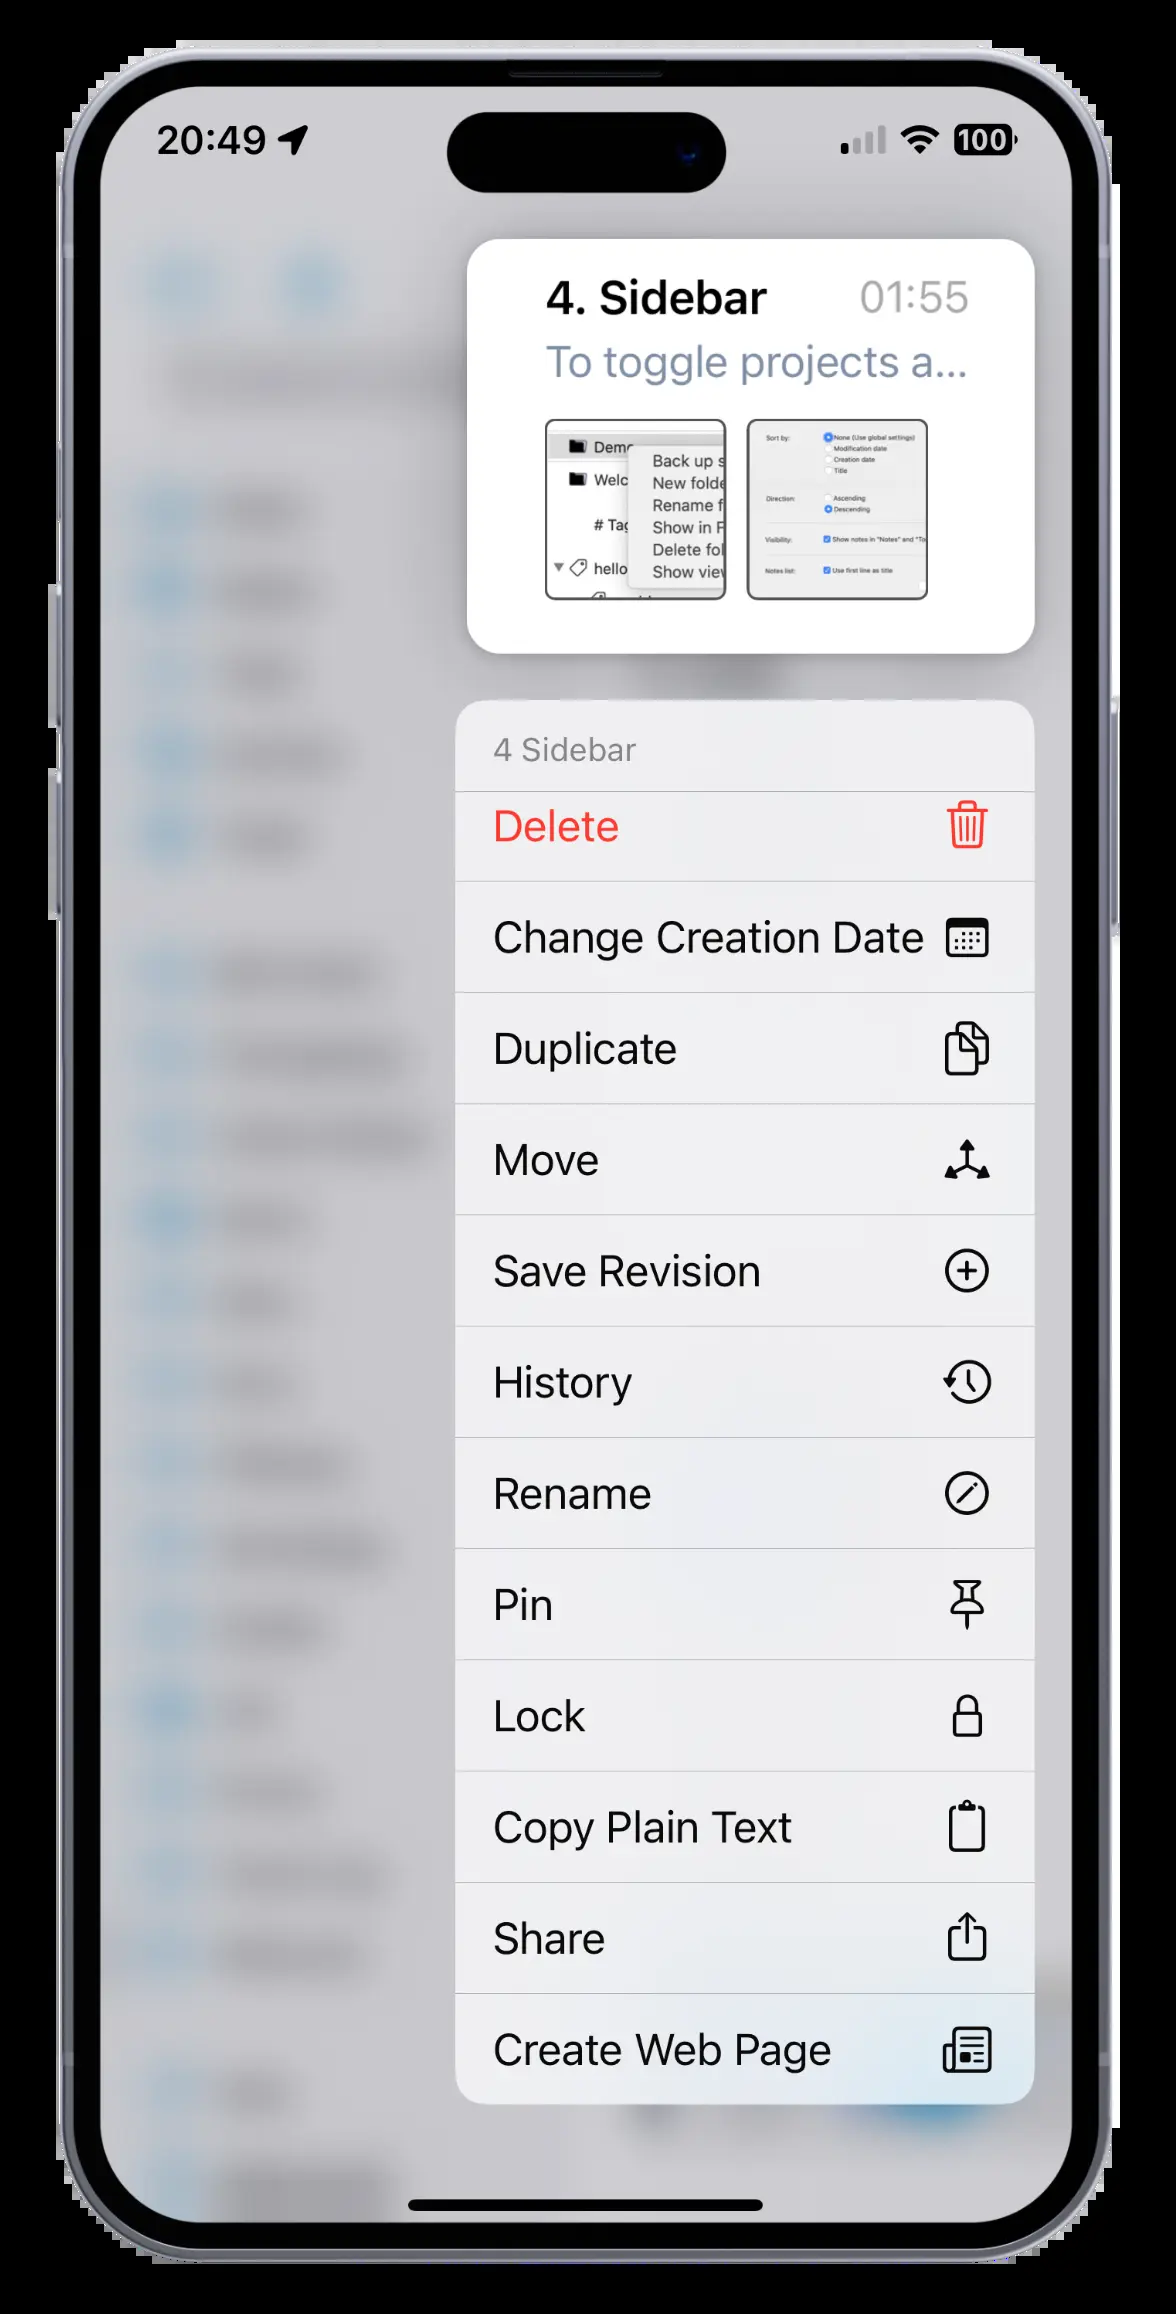 20:49
100
4. Sidebar 01:55
To toggle projects a...
Demo
Welc
# Tag
hello
Back up s
New folde
Rename f
Show in F
Delete fol
Show view
Sort by: None (Use global settings)
Modification date
Creation date
Title
Direction: Ascending
Descending
Visibility: Show notes in "Notes" and "To
Notes list: Use first line as title
4 Sidebar
Delete
Change Creation Date
Duplicate
Move
Save Revision
History
Rename
Pin
Lock
Copy Plain Text
Share
Create Web Page